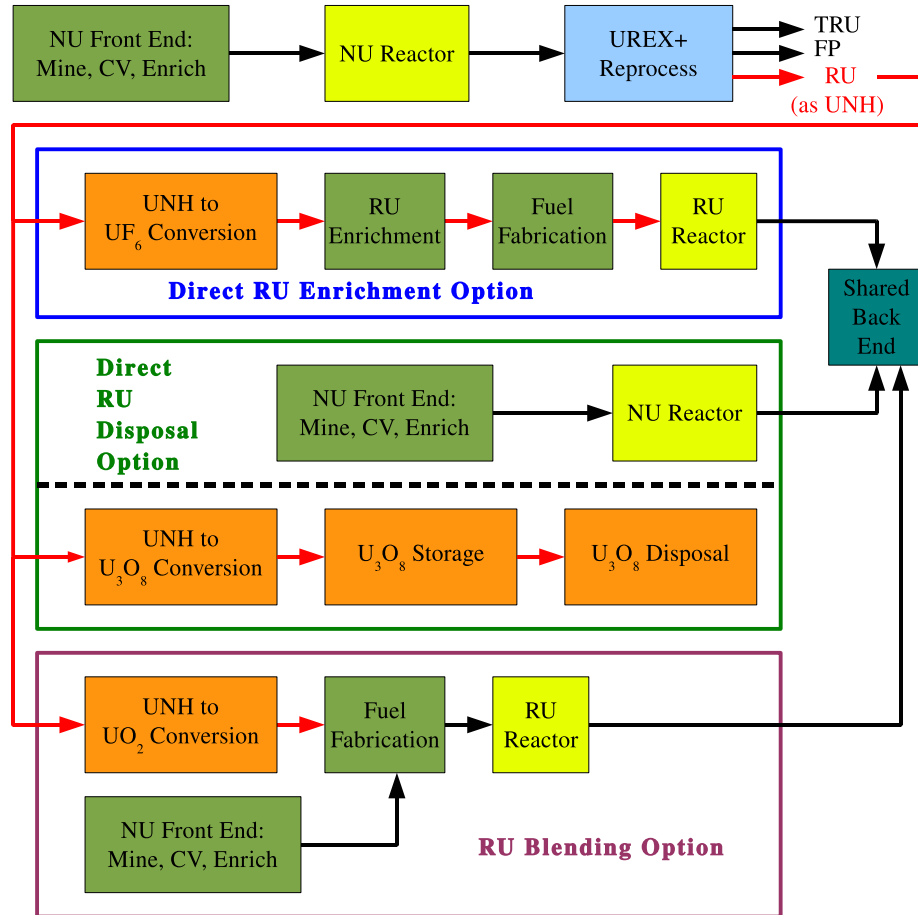 NU Front End:
Mine, CV, Enrich
NU Reactor
UREX+
Reprocess
TRU
FP
RU
(as UNH)
UNH to
UF₆ Conversion
RU
Enrichment
Fuel
Fabrication
RU
Reactor
Direct RU Enrichment Option
Shared
Back
End
Direct
RU
Disposal
Option
NU Front End:
Mine, CV, Enrich
NU Reactor
UNH to
U₃O₈ Conversion
U₃O₈ Storage
U₃O₈ Disposal
UNH to
UO₂ Conversion
Fuel
Fabrication
RU
Reactor
NU Front End:
Mine, CV, Enrich
RU Blending Option